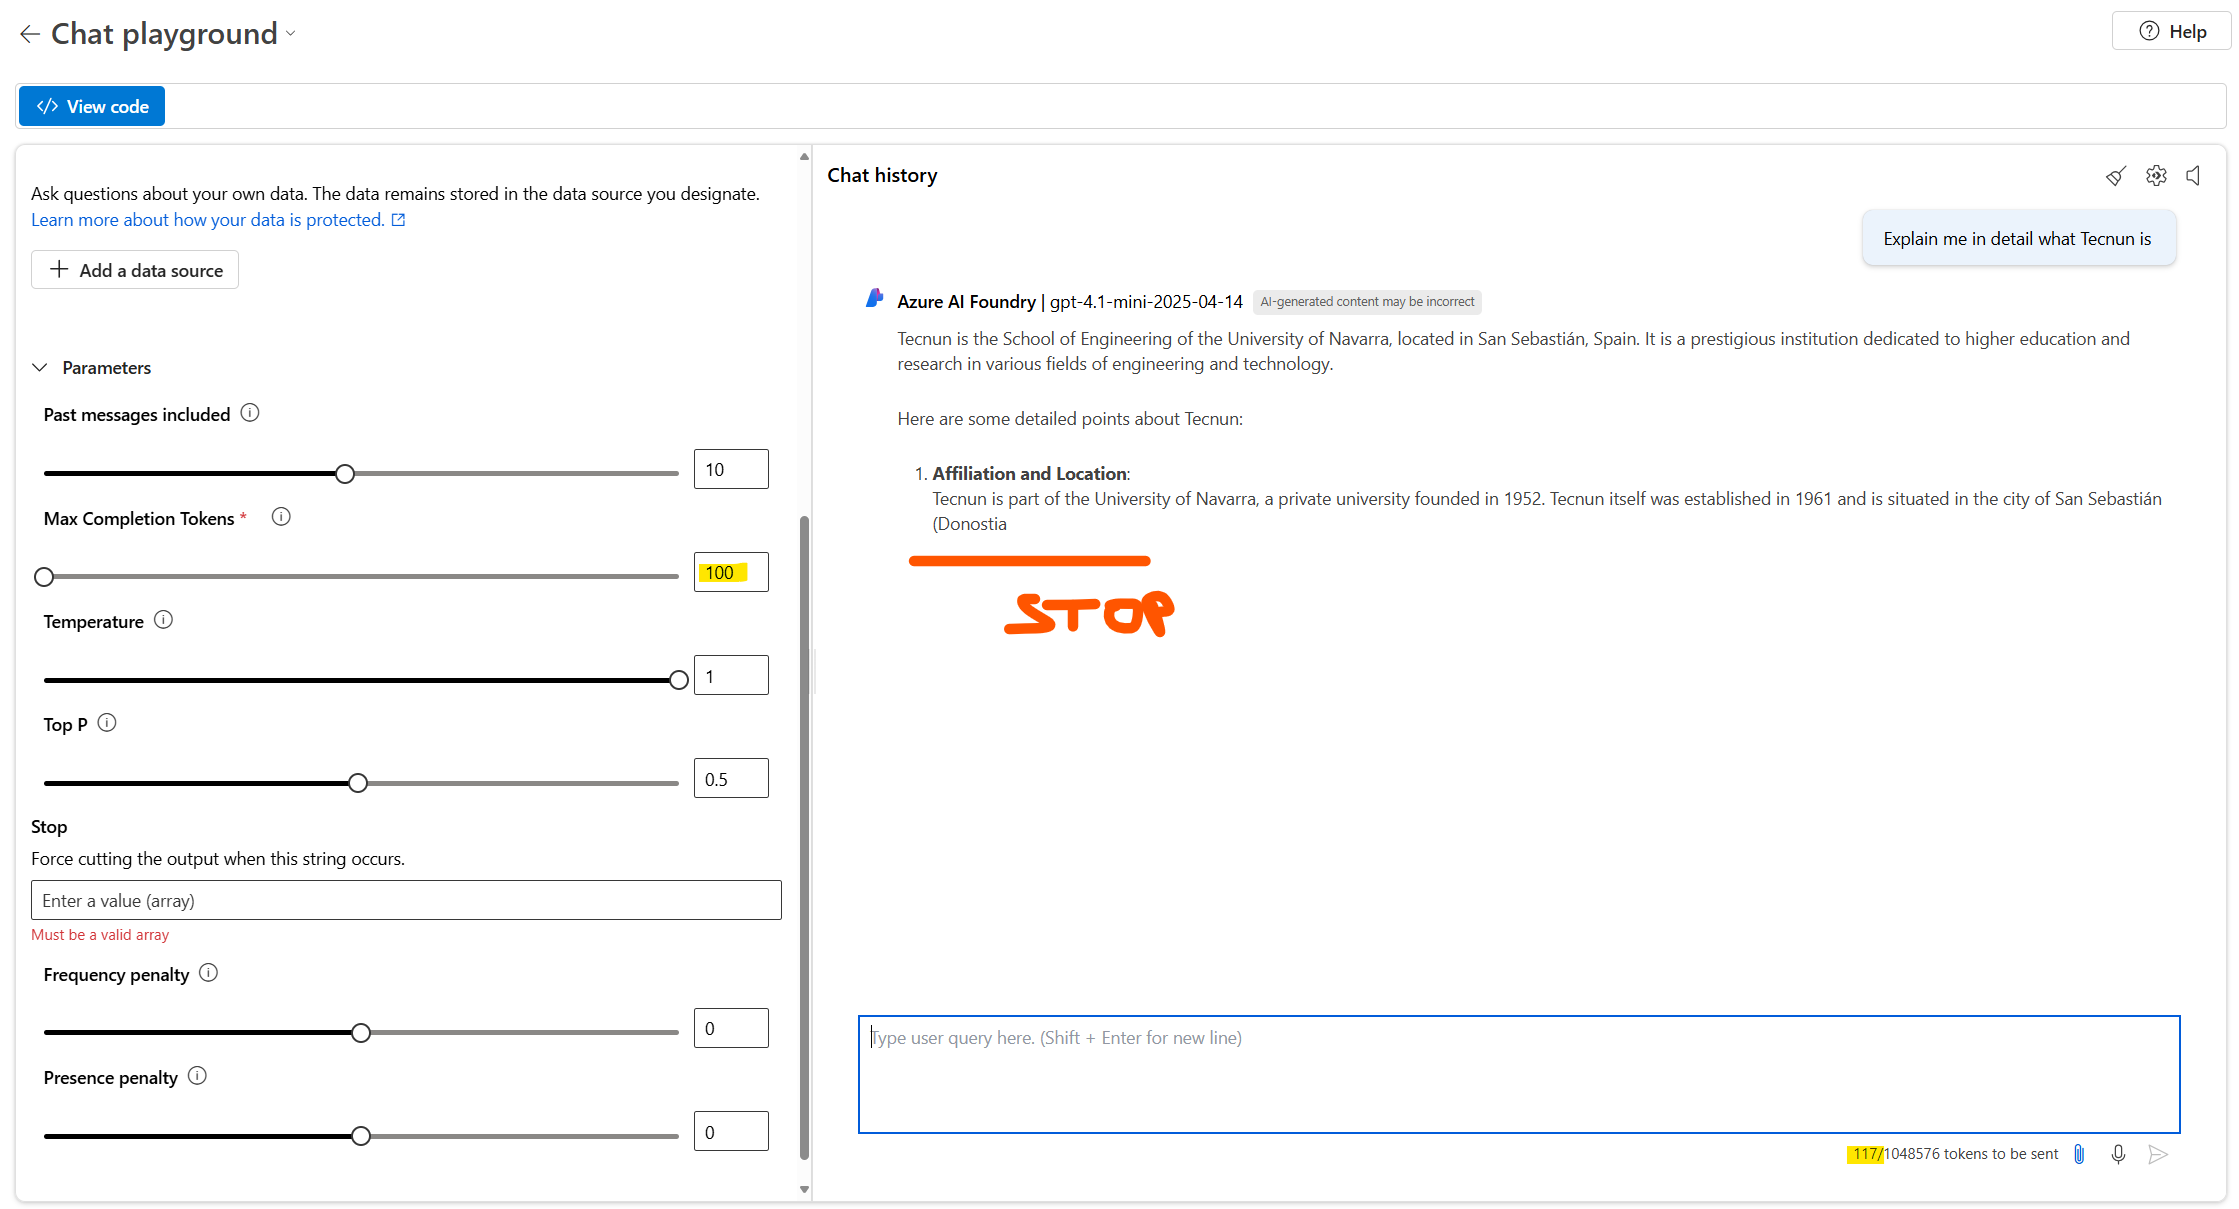 Chat playground
Help
</> View code
Ask questions about your own data. The data remains stored in the data source you designate.
Learn more about how your data is protected.
+ Add a data source
Parameters
Past messages included
10
Max Completion Tokens *
100
Temperature
1
Top P
0.5
Stop
Force cutting the output when this string occurs.
Enter a value (array)
Must be a valid array
Frequency penalty
0
Presence penalty
0
Chat history
Explain me in detail what Tecnun is
Azure AI Foundry | gpt-4.1-mini-2025-04-14 AI-generated content may be incorrect
Tecnun is the School of Engineering of the University of Navarra, located in San Sebastián, Spain. It is a prestigious institution dedicated to higher education and
research in various fields of engineering and technology.
Here are some detailed points about Tecnun:
1. Affiliation and Location:
Tecnun is part of the University of Navarra, a private university founded in 1952. Tecnun itself was established in 1961 and is situated in the city of San Sebastián
(Donostia
STOP
Type user query here. (Shift + Enter for new line)
117/1048576 tokens to be sent